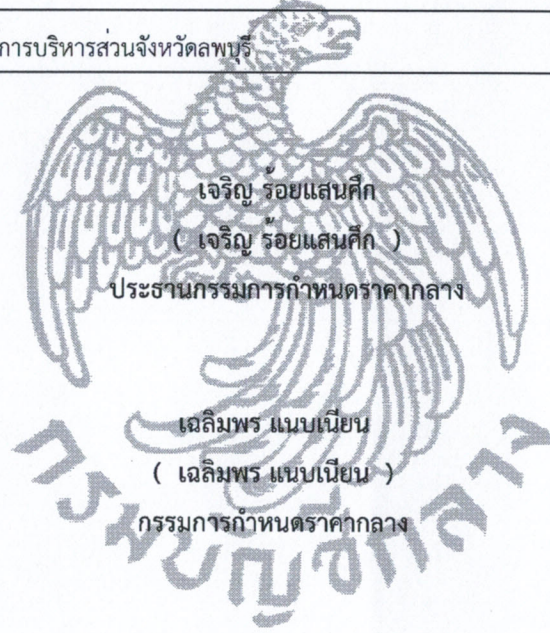 การบริหารส่วนจังหวัดลพบุรี
เจริญ ร้อยแสนศึก
( เจริญ ร้อยแสนศึก )
ประธานกรรมการกำหนดราคากลาง
เฉลิมพร แนบเนียน
( เฉลิมพร แนบเนียน )
กรรมการกำหนดราคากลาง
กรมบัญชีกลาง